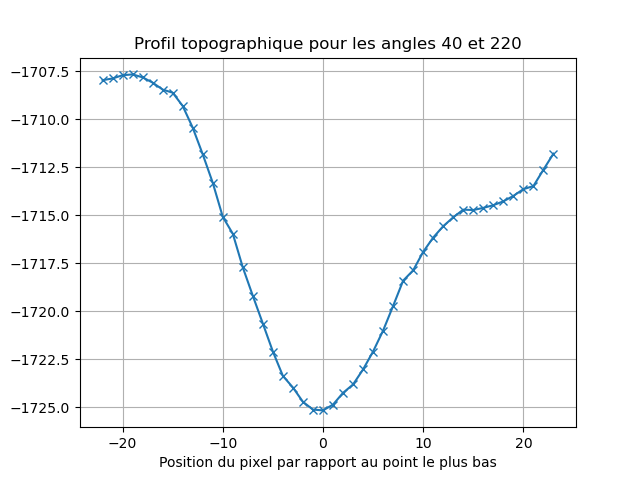 Profil topographique pour les angles 40 et 220
−1707.5
−1710.0
−1712.5
−1715.0
−1717.5
−1720.0
−1722.5
−1725.0
−20 −10 0 10 20
Position du pixel par rapport au point le plus bas